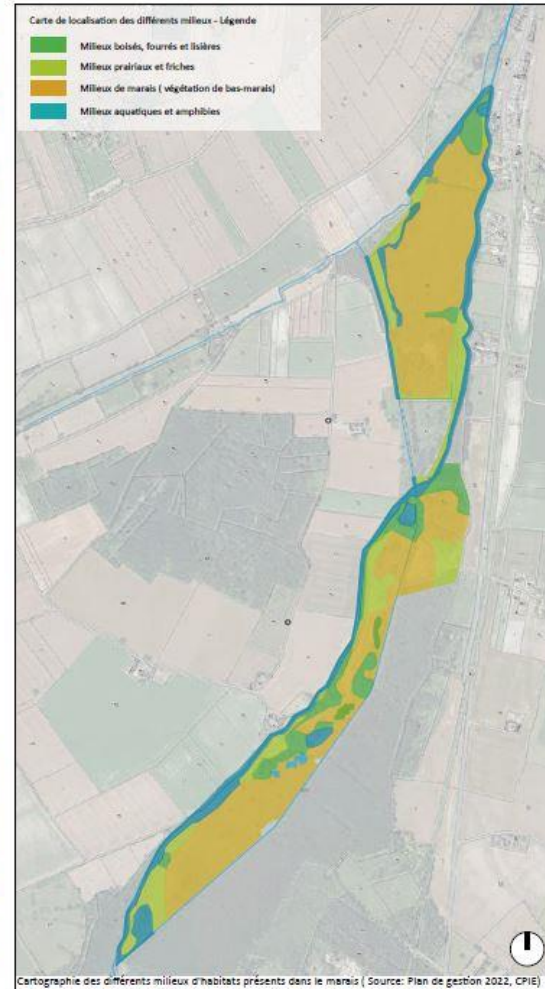 Carte de localisation des différents milieux - Légende
Milieux boisés, fourrés et lisières
Milieux prairiaux et friches
Milieux de marais ( végétation de bas-marais)
Milieux aquatiques et amphibies
Cartographie des différents milieux d'habitats présents dans le marais ( Source: Plan de gestion 2022, CPIE)